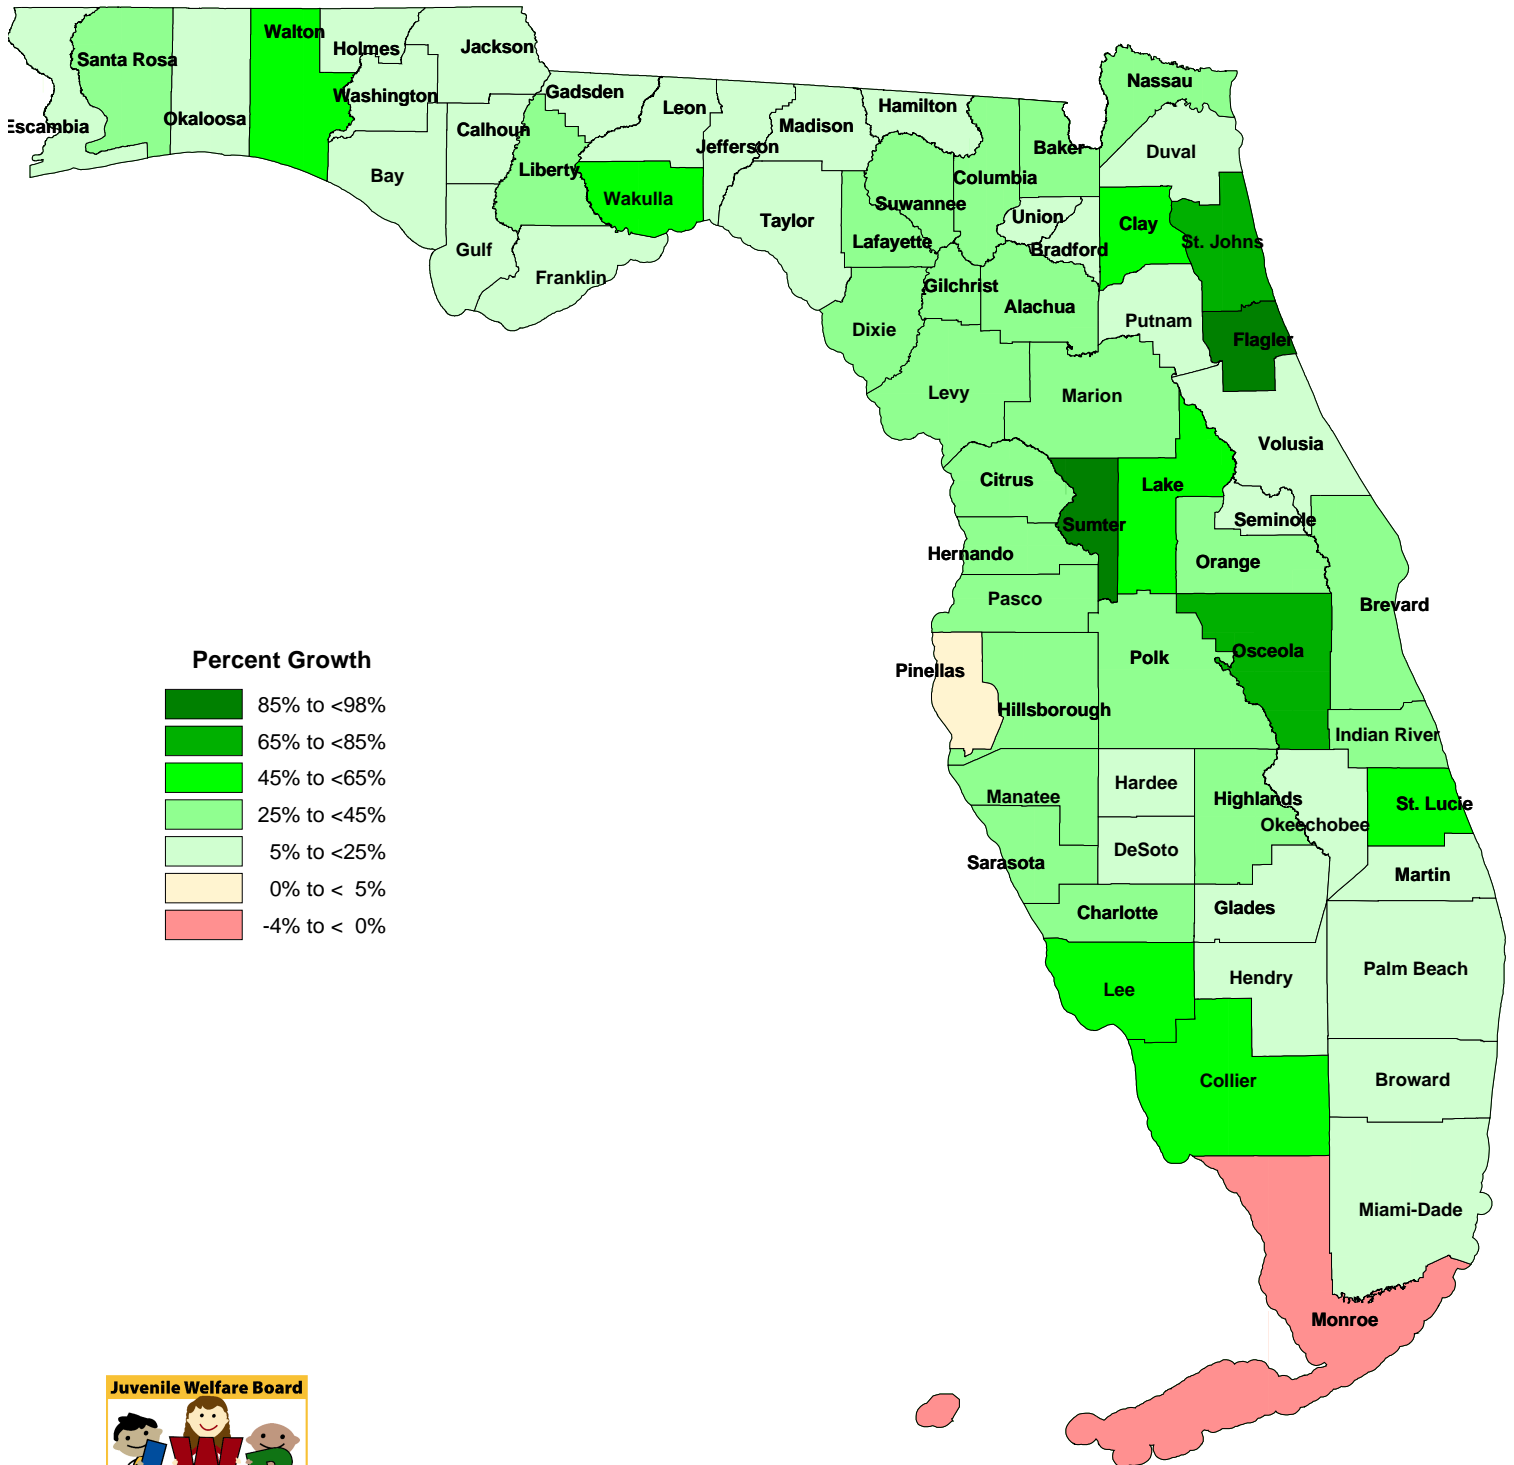 Walton
Holmes
Jackson
Santa Rosa
Nassau
Gadsden
Washington
Leon
Hamilton
Okaloosa
Escambia
Calhoun
Madison
Jefferson
Baker
Duval
Bay
Liberty
Columbia
Wakulla
Suwannee
Taylor
Union
Clay
Lafayette
St. Johns
Gulf
Bradford
Franklin
Gilchrist
Alachua
Putnam
Dixie
Flagler
Levy
Marion
Volusia
Citrus
Lake
Sumter
Seminole
Hernando
Orange
Pasco
Brevard
Percent Growth
85% to <98%
65% to <85%
45% to <65%
25% to <45%
5% to <25%
0% to < 5%
-4% to < 0%
Osceola
Polk
Pinellas
Hillsborough
Indian River
Hardee
Manatee
Highlands
St. Lucie
Okeechobee
DeSoto
Sarasota
Martin
Charlotte
Glades
Palm Beach
Hendry
Lee
Collier
Broward
Miami-Dade
Monroe
Juvenile Welfare Board